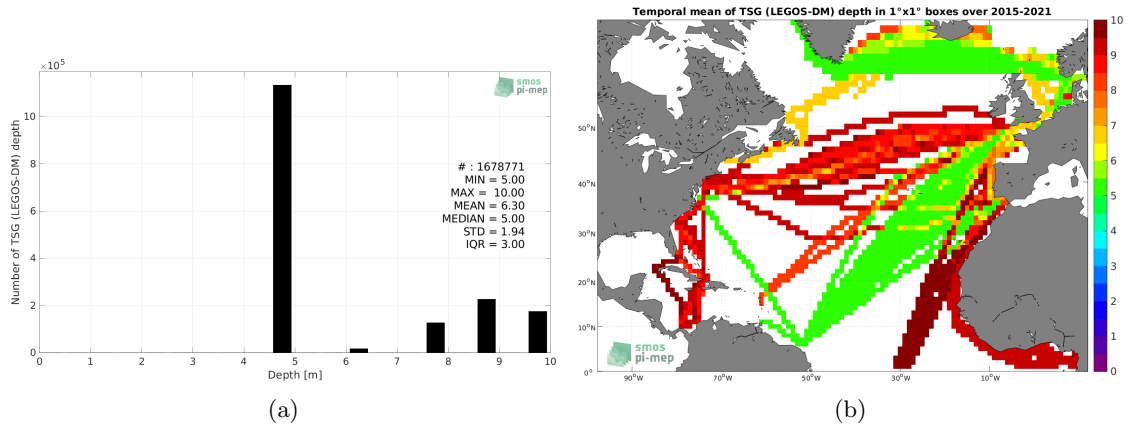 ×10⁵
Number of TSG (LEGOS-DM) depth
10
8
6
4
2
0
0 1 2 3 4 5 6 7 8 9 10
Depth [m]
smos
pi-mep
# : 1678771
MIN = 5.00
MAX = 10.00
MEAN = 6.30
MEDIAN = 5.00
STD = 1.94
IQR = 3.00
(a)
Temporal mean of TSG (LEGOS-DM) depth in 1°x1° boxes over 2015-2021
50°N
40°N
30°N
20°N
10°N
0°
90°W 70°W 50°W 30°W 10°W
smos
pi-mep
10
9
8
7
6
5
4
3
2
1
0
(b)